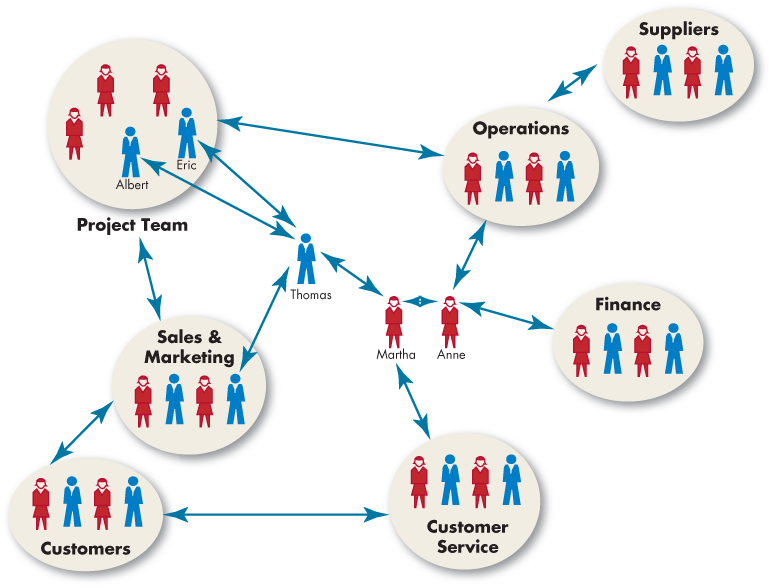 Suppliers
Operations
Eric
Albert
Project Team
Thomas
Finance
Sales &
Marketing
Martha
Anne
Customer
Service
Customers